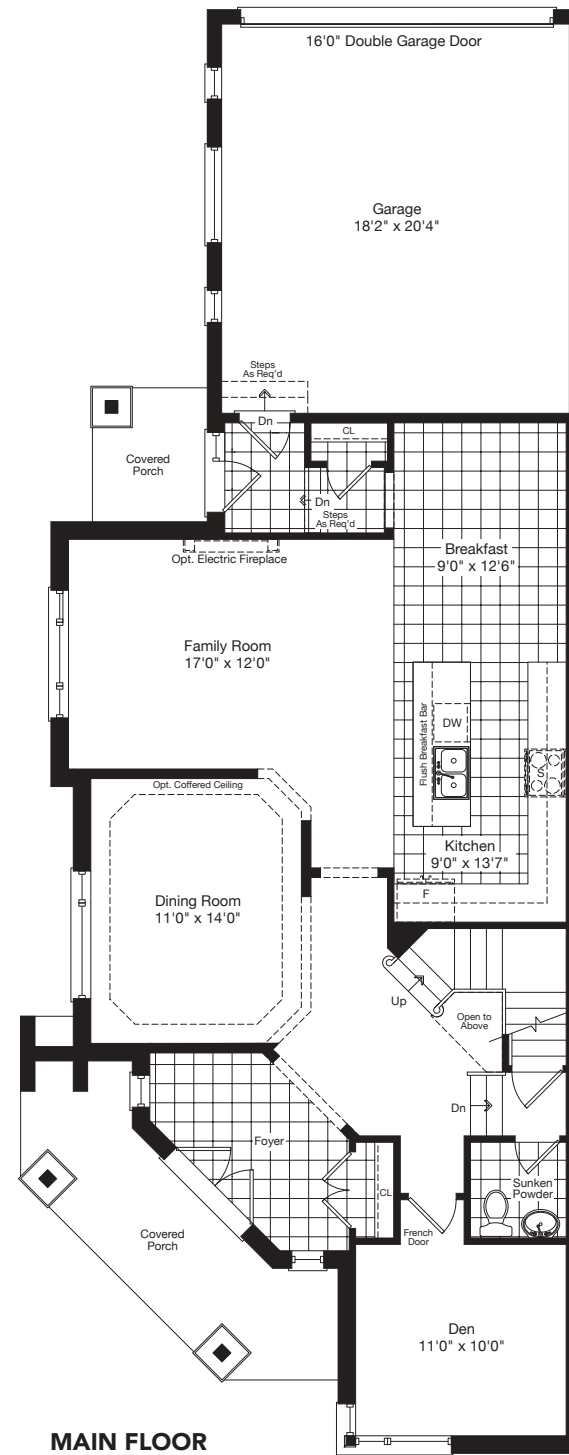 16'0" Double Garage Door
Garage
18'2" x 20'4"
Steps
As Req'd
Dn
CL
Covered
Porch
Dn
Steps
As Req'd
Opt. Electric Fireplace
Breakfast
9'0" x 12'6"
Family Room
17'0" x 12'0"
Flush Breakfast Bar
DW
S
Opt. Coffered Ceiling
Kitchen
9'0" x 13'7"
F
Dining Room
11'0" x 14'0"
Up
Open to
Above
Dn
Foyer
CL
Sunken
Powder
Covered
Porch
French
Door
Den
11'0" x 10'0"
MAIN FLOOR